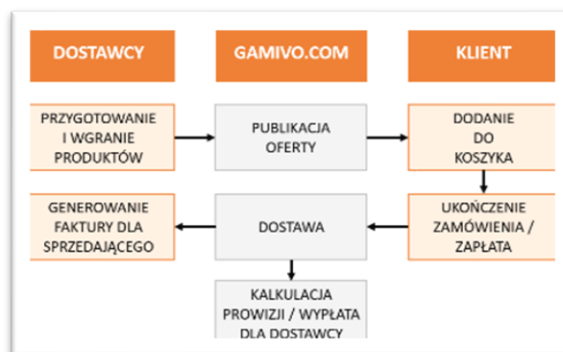 DOSTAWCY
GAMIVO.COM
KLIENT
PRZYGOTOWANIE
I WGRANIE
PRODUKTÓW
PUBLIKACJA
OFERTY
DODANIE
DO
KOSZYKA
GENEROWANIE
FAKTURY DLA
SPRZEDAJĄCEGO
DOSTAWA
UKOŃCZENIE
ZAMÓWIENIA /
ZAPŁATA
KALKULACJA
PROWIZJI / WYPŁATA
DLA DOSTAWCY